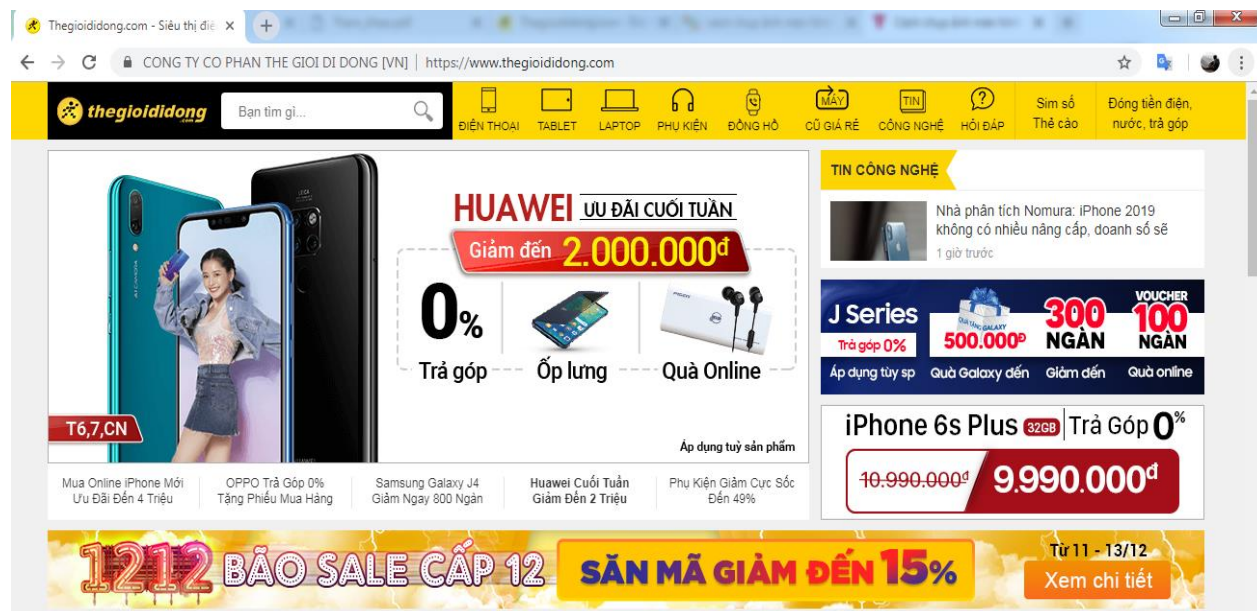 Thegioididong.com - Siêu thị điệ
CONG TY CO PHAN THE GIOI DI DONG [VN] | https://www.thegioididong.com
thegioididong
.com
Bạn tìm gì...
ĐIỆN THOẠI
TABLET
LAPTOP
PHỤ KIỆN
ĐỒNG HỒ
MÁY
CŨ GIÁ RẺ
TIN
CÔNG NGHỆ
HỎI ĐÁP
Sim số
Thẻ cào
Đóng tiền điện,
nước, trả góp
HUAWEI ƯU ĐÃI CUỐI TUẦN
Giảm đến 2.000.000đ
0%
Trả góp
Ốp lưng
Quà Online
T6,7,CN
Áp dụng tuỳ sản phẩm
Mua Online iPhone Mới
Ưu Đãi Đến 4 Triệu
OPPO Trả Góp 0%
Tặng Phiếu Mua Hàng
Samsung Galaxy J4
Giảm Ngay 800 Ngàn
Huawei Cuối Tuần
Giảm Đến 2 Triệu
Phụ Kiện Giảm Cực Sốc
Đến 49%
TIN CÔNG NGHỆ
Nhà phân tích Nomura: iPhone 2019
không có nhiều nâng cấp, doanh số sẽ
1 giờ trước
J Series
Trả góp 0%
Áp dụng tùy sp
QUÀ TẶNG GALAXY
500.000Đ
Quà Galaxy đến
300
NGÀN
Giảm đến
VOUCHER
100
NGÀN
Quà online
iPhone 6s Plus 32GB Trả Góp 0%
10.990.000đ 9.990.000đ
1212 BÃO SALE CẤP 12
SĂN MÃ GIẢM ĐẾN 15%
Từ 11 - 13/12
Xem chi tiết